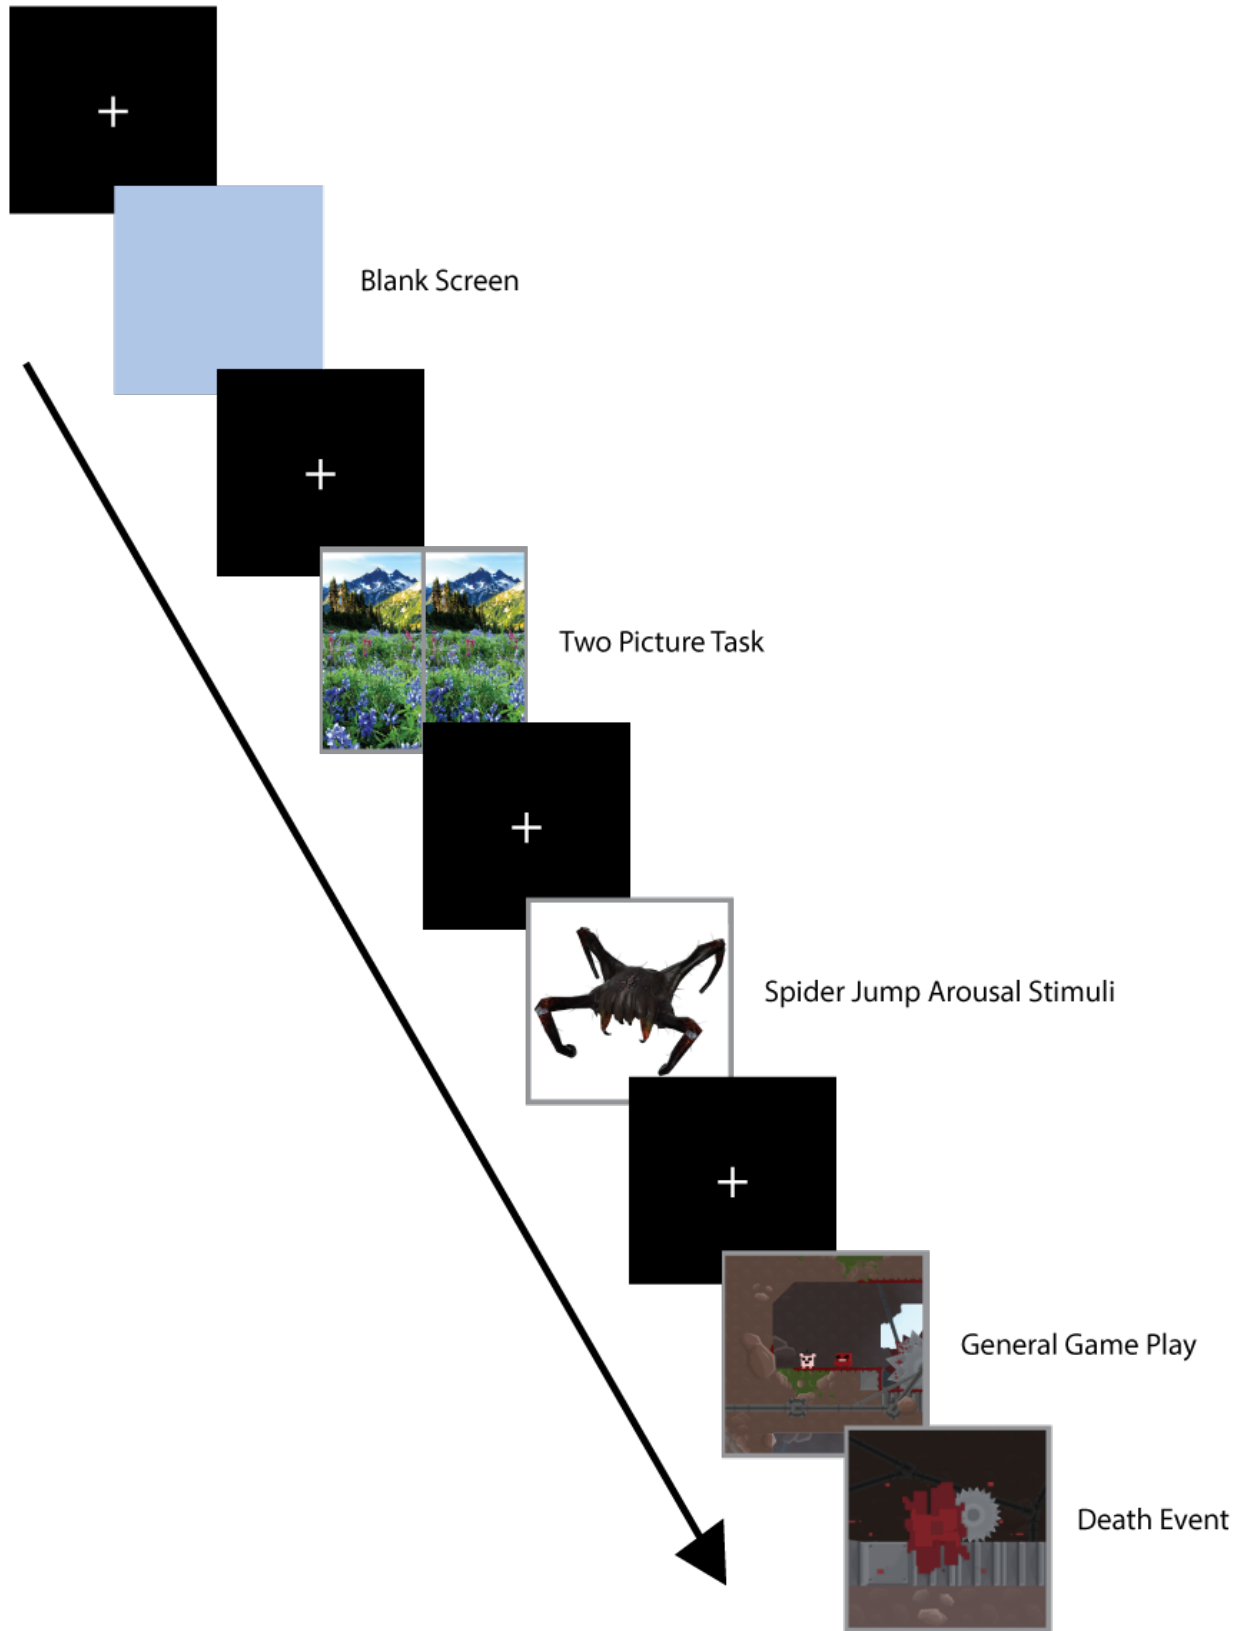 Blank Screen
Two Picture Task
Spider Jump Arousal Stimuli
General Game Play
Death Event